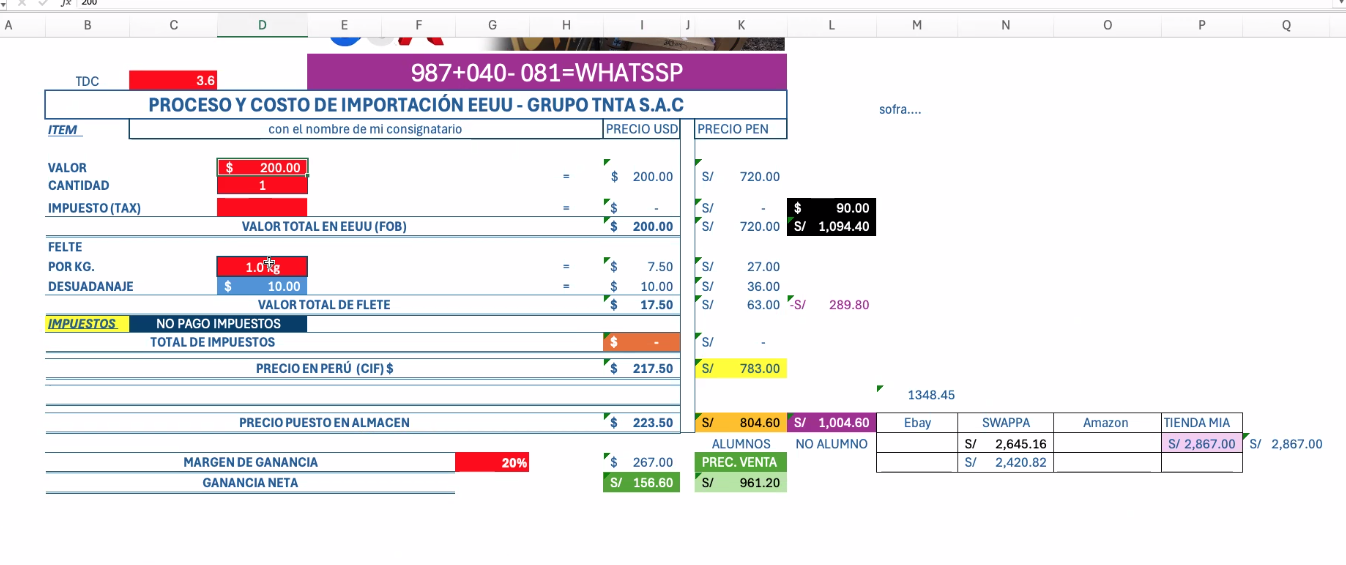 fx 200
A B C D E F G H I J K L M N O P Q
987+040- 081=WHATSSP
TDC 3.6
PROCESO Y COSTO DE IMPORTACIÓN EEUU - GRUPO TNTA S.A.C
sofra....
ITEM con el nombre de mi consignatario PRECIO USD PRECIO PEN
VALOR $ 200.00
= $ 200.00 S/ 720.00
CANTIDAD 1
IMPUESTO (TAX) = $ - S/ - $ 90.00
VALOR TOTAL EN EEUU (FOB) $ 200.00 S/ 720.00 S/ 1,094.40
FELTE
POR KG. 1.0 kg = $ 7.50 S/ 27.00
DESUADANAJE $ 10.00 = $ 10.00 S/ 36.00
VALOR TOTAL DE FLETE $ 17.50 S/ 63.00 -S/ 289.80
IMPUESTOS NO PAGO IMPUESTOS
TOTAL DE IMPUESTOS $ - S/ -
PRECIO EN PERÚ (CIF) $ $ 217.50 S/ 783.00
1348.45
PRECIO PUESTO EN ALMACEN $ 223.50 S/ 804.60 S/ 1,004.60 Ebay SWAPPA Amazon TIENDA MIA
ALUMNOS NO ALUMNO S/ 2,645.16 S/ 2,867.00 S/ 2,867.00
MARGEN DE GANANCIA 20% $ 267.00 PREC. VENTA S/ 2,420.82
GANANCIA NETA S/ 156.60 S/ 961.20